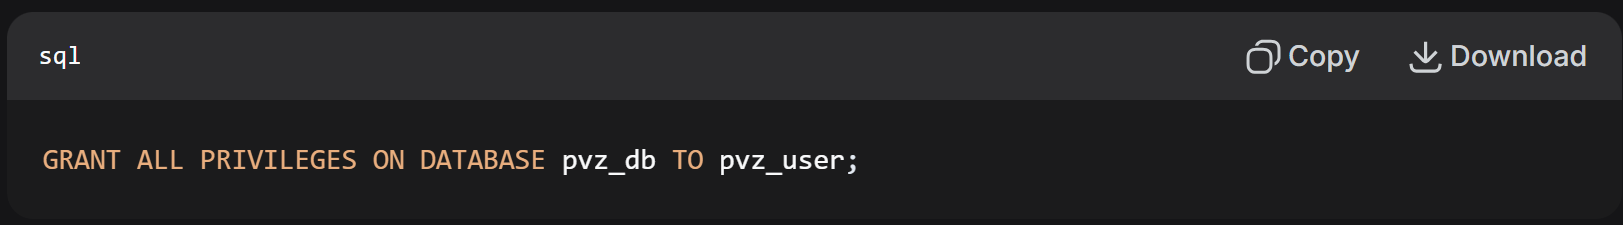 sql
Copy
Download
GRANT ALL PRIVILEGES ON DATABASE pvz_db TO pvz_user;